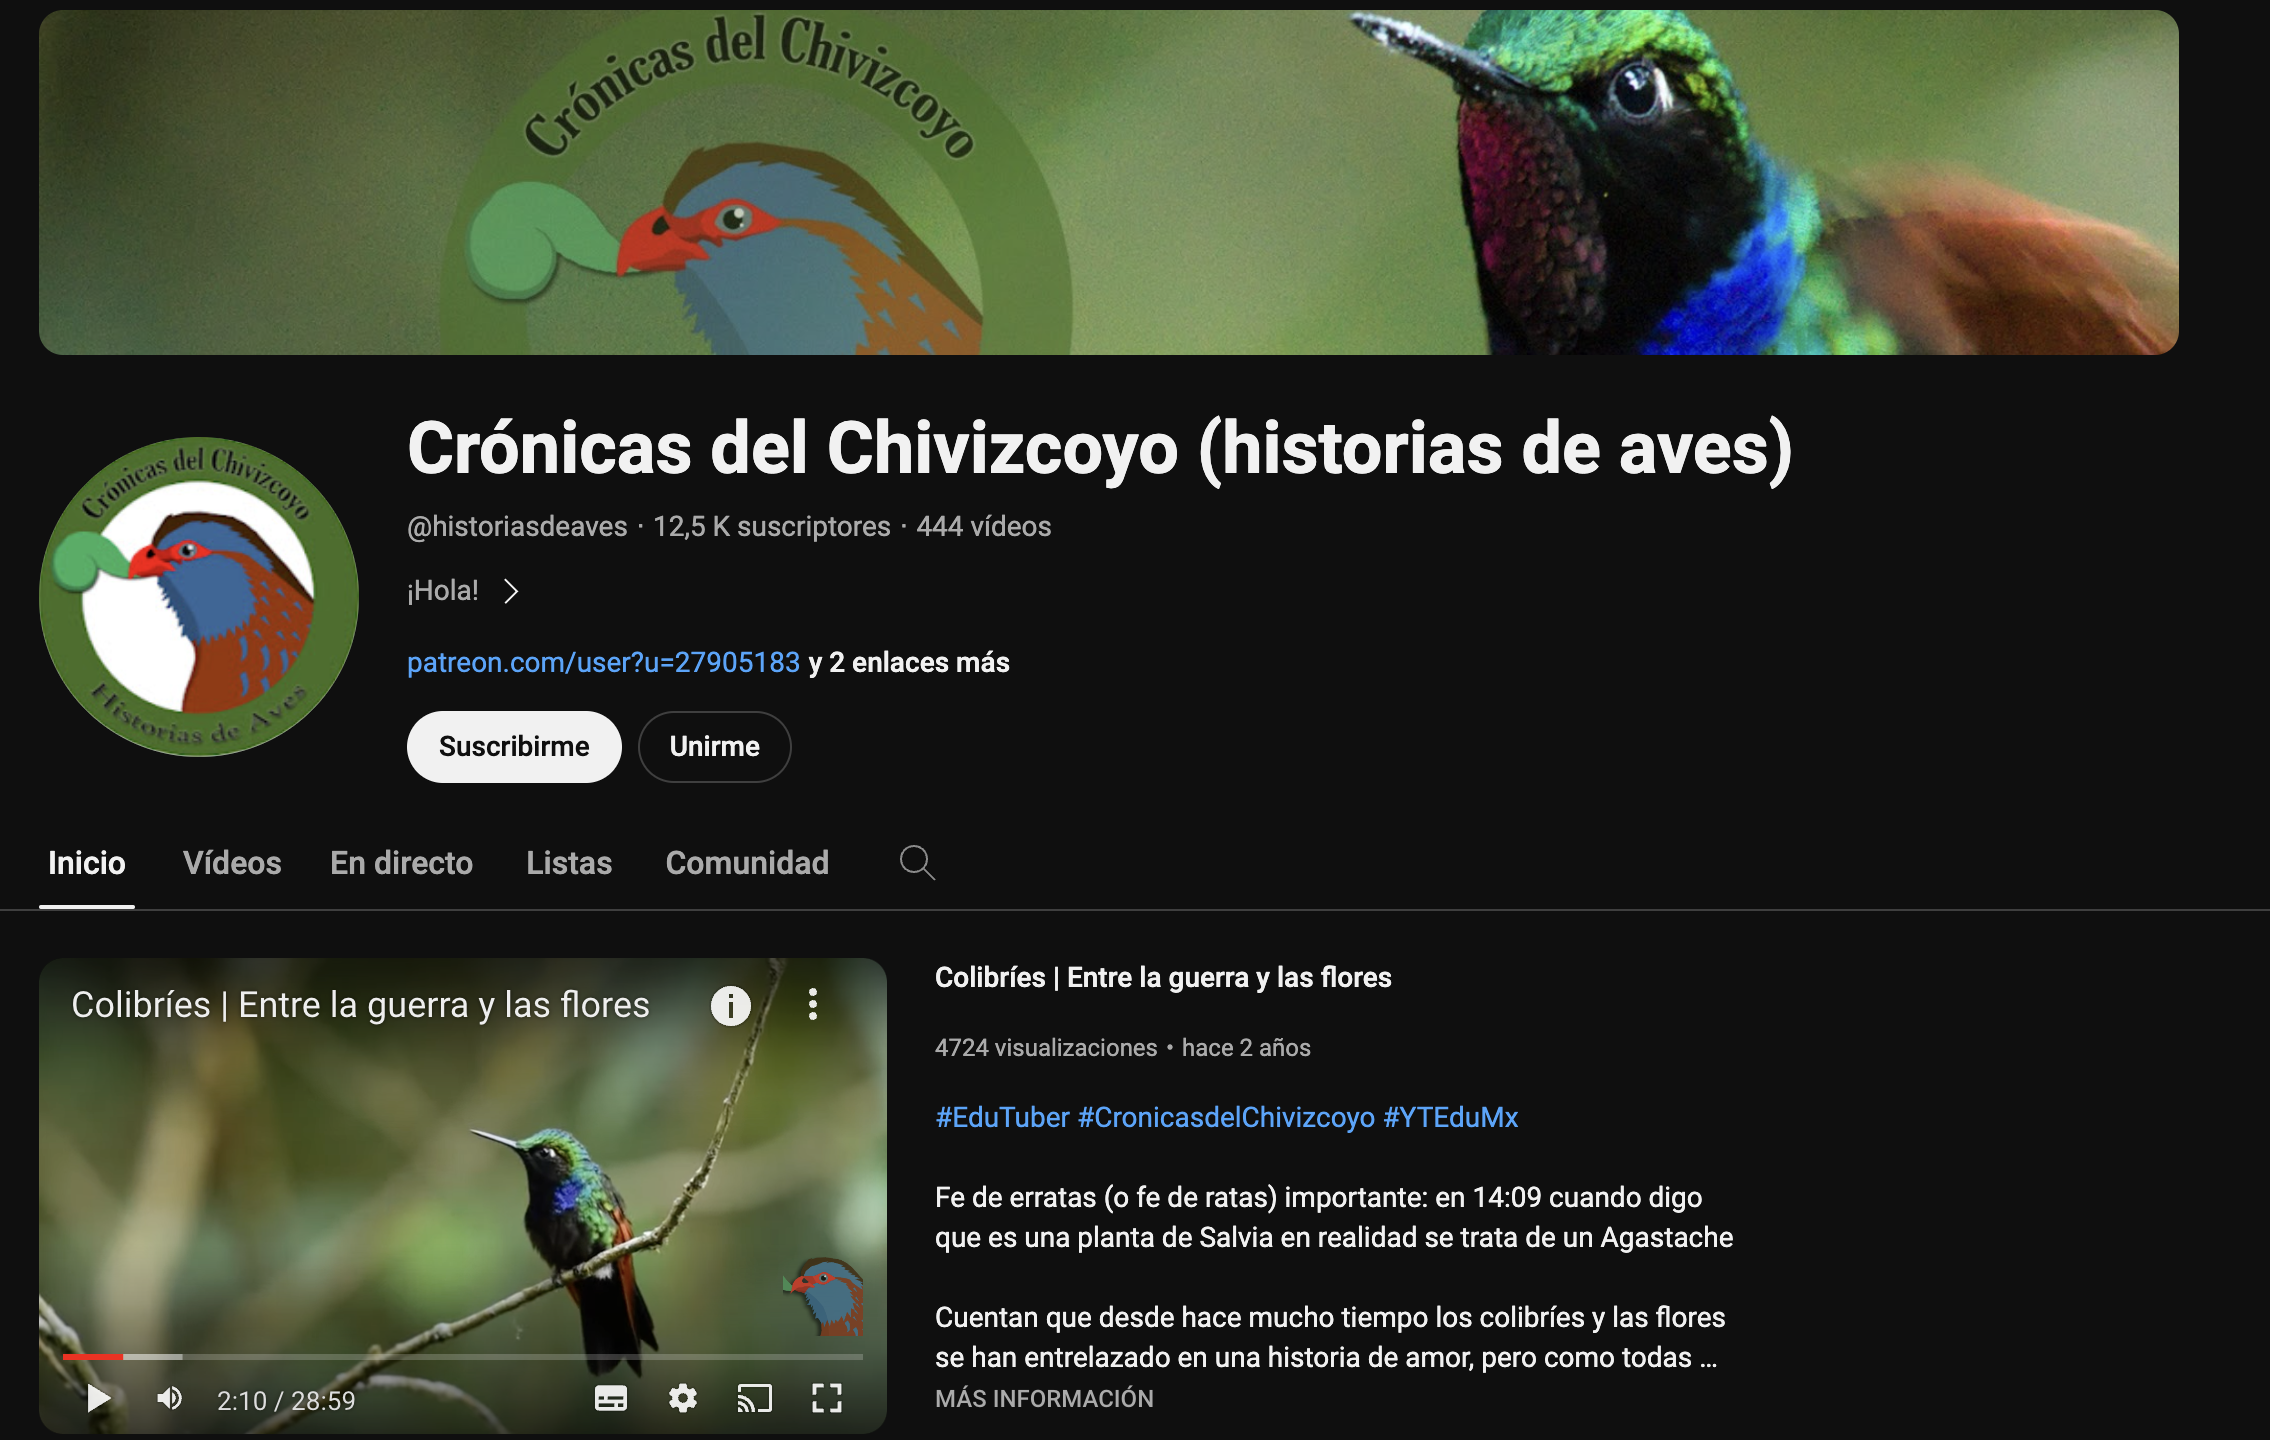 Crónicas del Chivizcoyo
Crónicas del Chivizcoyo
Historias de Aves
Crónicas del Chivizcoyo (historias de aves)
@historiasdeaves · 12,5 K suscriptores · 444 vídeos
¡Hola!
patreon.com/user?u=27905183 y 2 enlaces más
Suscribirme
Unirme
Inicio
Vídeos
En directo
Listas
Comunidad
Colibríes | Entre la guerra y las flores
2:10 / 28:59
Colibríes | Entre la guerra y las flores
4724 visualizaciones • hace 2 años
#EduTuber #CronicasdelChivizcoyo #YTEduMx
Fe de erratas (o fe de ratas) importante: en 14:09 cuando digo
que es una planta de Salvia en realidad se trata de un Agastache
Cuentan que desde hace mucho tiempo los colibríes y las flores
se han entrelazado en una historia de amor, pero como todas ...
MÁS INFORMACIÓN